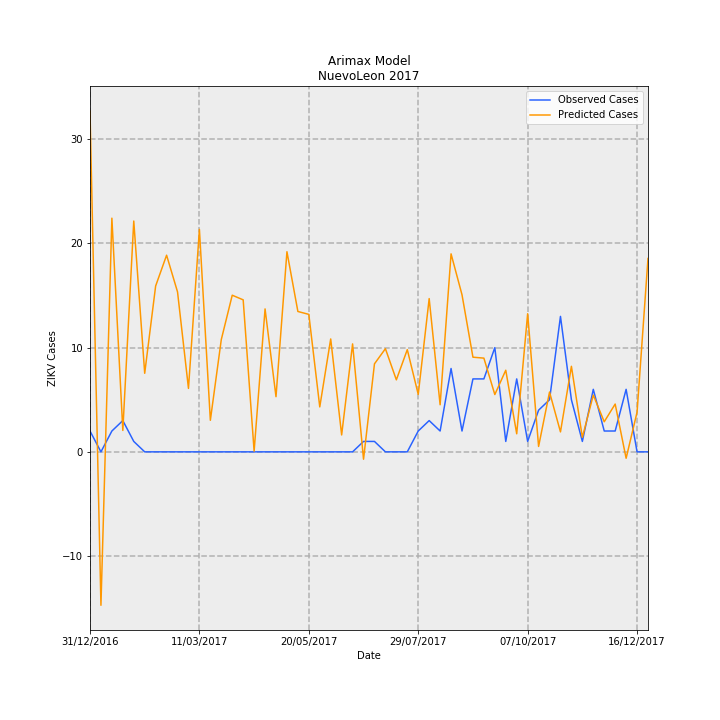 Arimax Model
NuevoLeon 2017
Observed Cases
Predicted Cases
30
20
10
0
−10
ZIKV Cases
31/12/2016 11/03/2017 20/05/2017 29/07/2017 07/10/2017 16/12/2017
Date